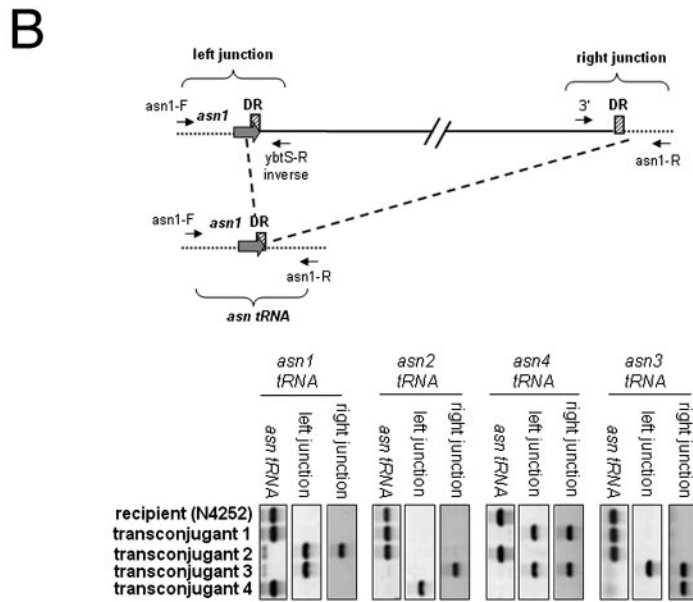 B
left junction
right junction
asn1-F
asn1
DR
3'
DR
ybtS-R
inverse
asn1-R
asn1-F
asn1
DR
asn1-R
asn tRNA
asn1
tRNA
asn2
tRNA
asn4
tRNA
asn3
tRNA
asn tRNA
left junction
right junction
asn tRNA
left junction
right junction
asn tRNA
left junction
right junction
asn tRNA
left junction
right junction
recipient (N4252)
transconjugant 1
transconjugant 2
transconjugant 3
transconjugant 4